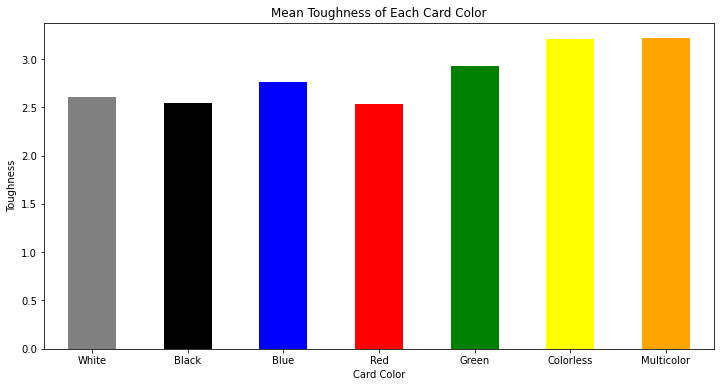 Mean Toughness of Each Card Color
Toughness
3.0
2.5
2.0
1.5
1.0
0.5
0.0
White Black Blue Red Green Colorless Multicolor
Card Color